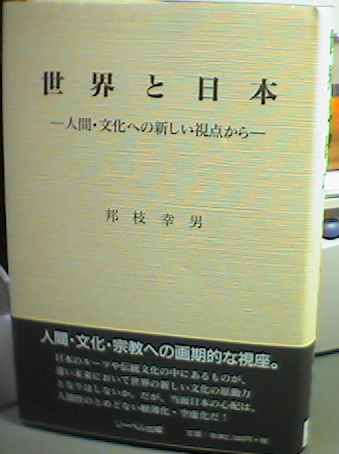 世界と日本
―人間・文化への新しい視点から―
邦枝幸男
人間・文化・宗教への画期的な視座。
日本のルーツや伝統文化の中にあるものが、
遠い未来において世界の新しい文化の原動力
となりはしないか。だが、当面日本の心配は、
人間性のとめどない軽薄化・空虚化だ!